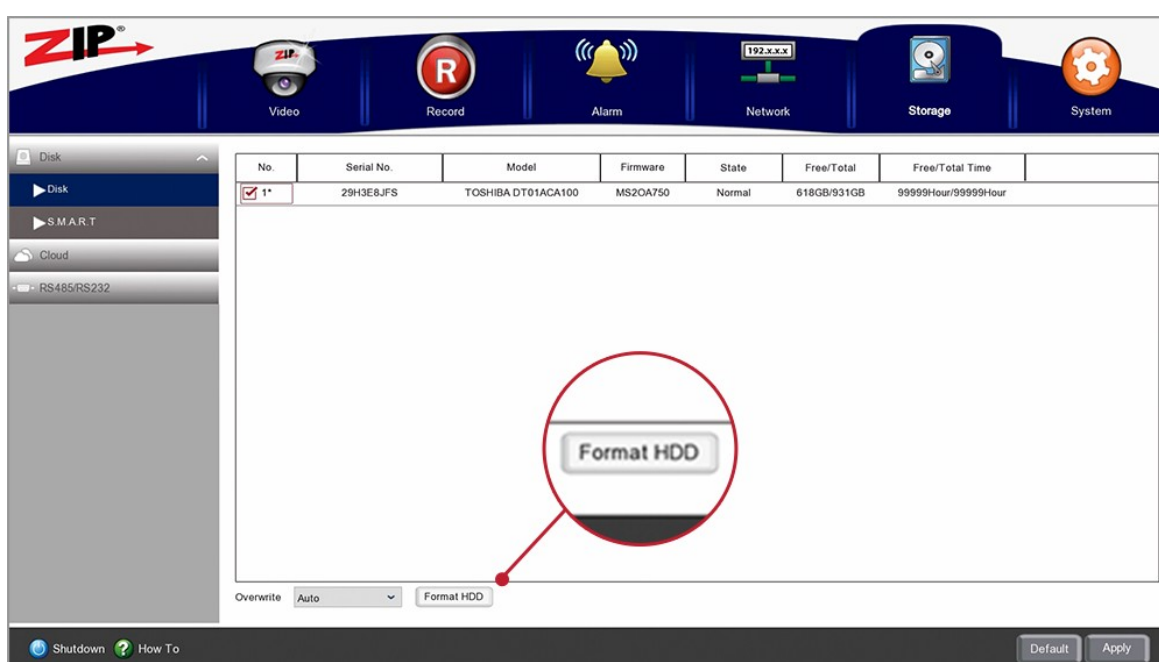 ZIP®
ZIP
R
192.x.x.x
Video
Record
Alarm
Network
Storage
System
Disk
Disk
S.M.A.R.T
Cloud
RS485/RS232
No. Serial No. Model Firmware State Free/Total Free/Total Time
1* 29H3E8JFS TOSHIBA DT01ACA100 MS2OA750 Normal 618GB/931GB 99999Hour/99999Hour
Format HDD
Overwrite Auto Format HDD
Shutdown ? How To Default Apply